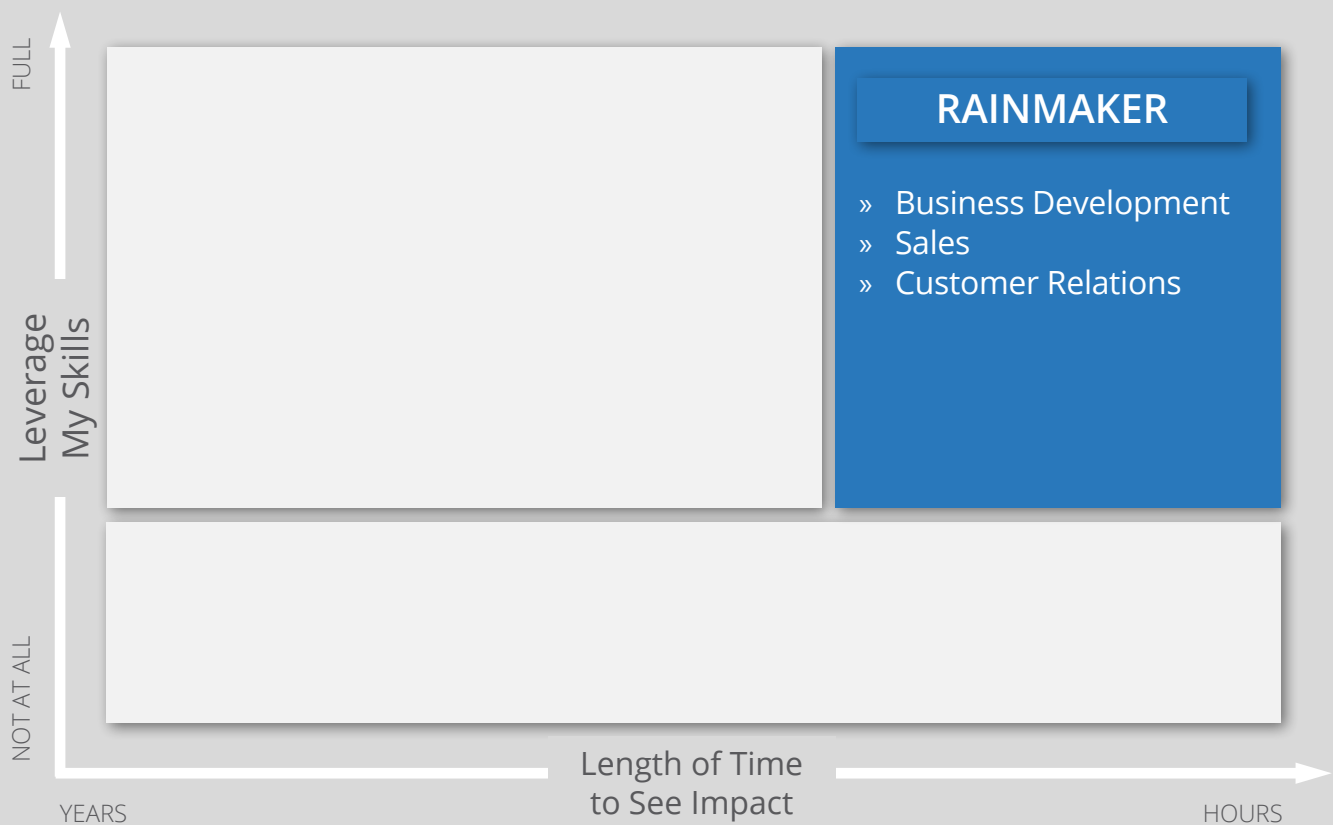 FULL
RAINMAKER
» Business Development
» Sales
» Customer Relations
Leverage
My Skills
NOT AT ALL
Length of Time
to See Impact
YEARS
HOURS